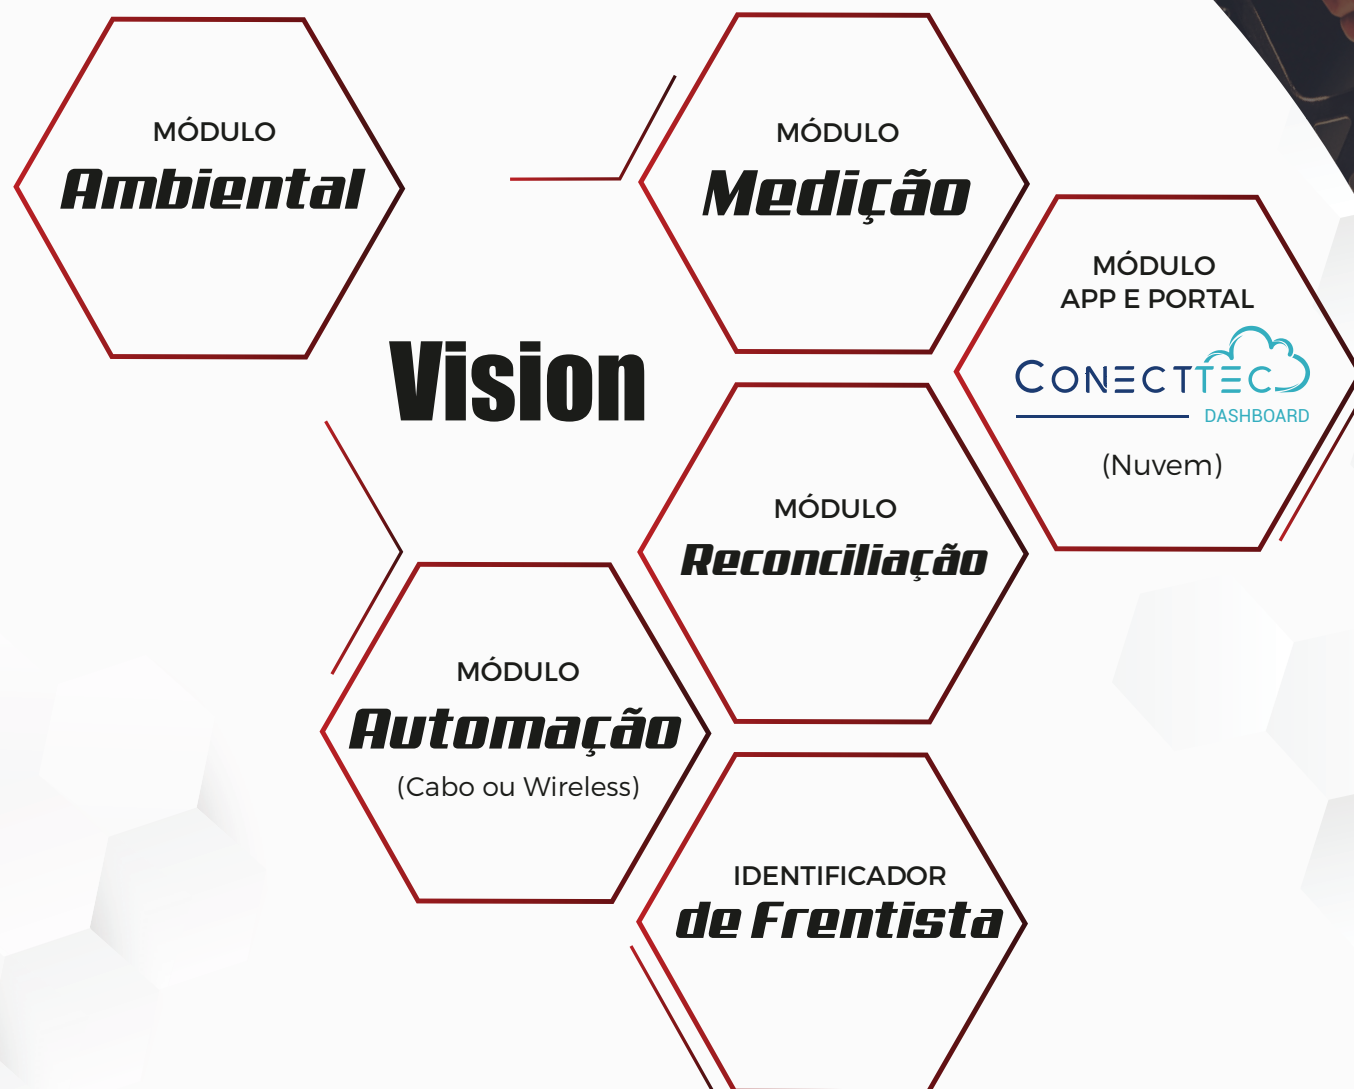 MÓDULO
Ambiental
MÓDULO
Medição
MÓDULO
APP E PORTAL
CONECTTEC
DASHBOARD
(Nuvem)
Vision
MÓDULO
Reconciliação
MÓDULO
Automação
(Cabo ou Wireless)
IDENTIFICADOR
de Frentista